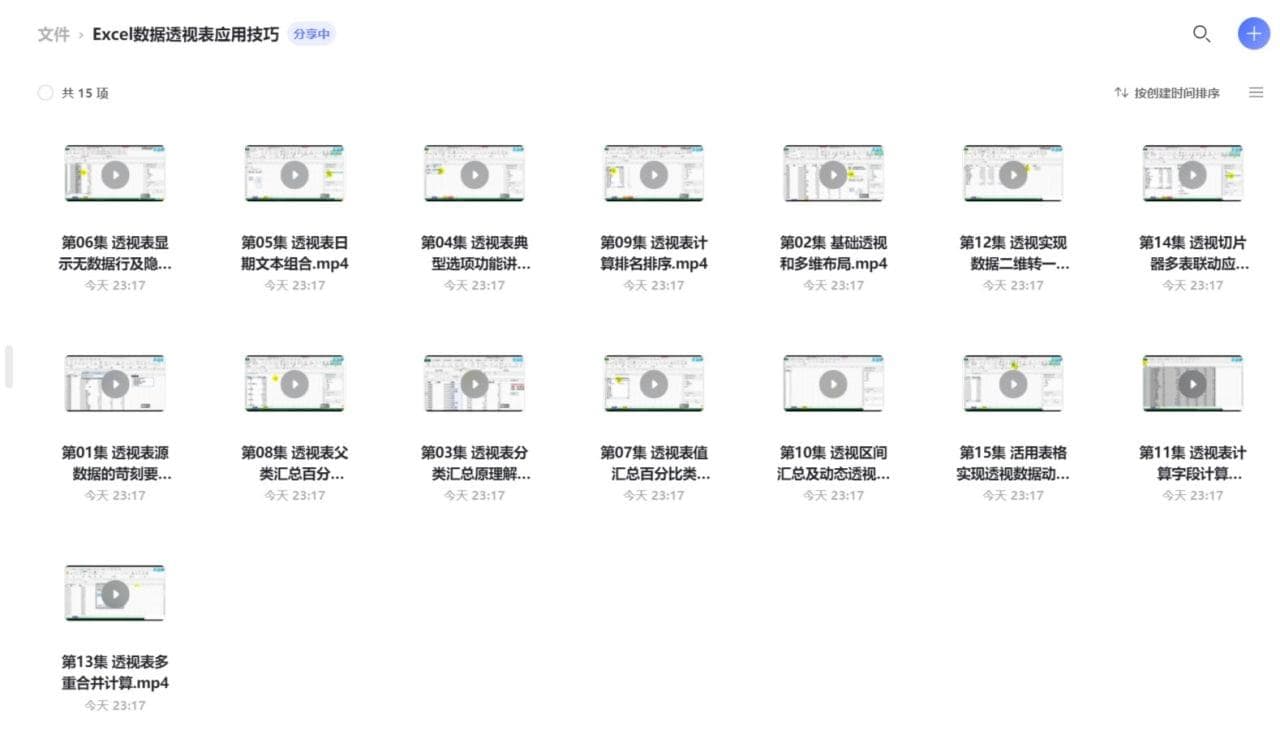 文件 › Excel数据透视表应用技巧 分享中
共 15 项
按创建时间排序
第06集 透视表显
示无数据行及隐...
今天 23:17
第05集 透视表日
期文本组合.mp4
今天 23:17
第04集 透视表典
型选项功能讲...
今天 23:17
第09集 透视表计
算排名排序.mp4
今天 23:17
第02集 基础透视
和多维布局.mp4
今天 23:17
第12集 透视实现
数据二维转一...
今天 23:17
第14集 透视切片
器多表联动应...
今天 23:17
第01集 透视表源
数据的苛刻要...
今天 23:17
第08集 透视表父
类汇总百分...
今天 23:17
第03集 透视表分
类汇总原理解...
今天 23:17
第07集 透视表值
汇总百分比类...
今天 23:17
第10集 透视区间
汇总及动态透视...
今天 23:17
第15集 活用表格
实现透视数据动...
今天 23:17
第11集 透视表计
算字段计算...
今天 23:17
第13集 透视表多
重合并计算.mp4
今天 23:17